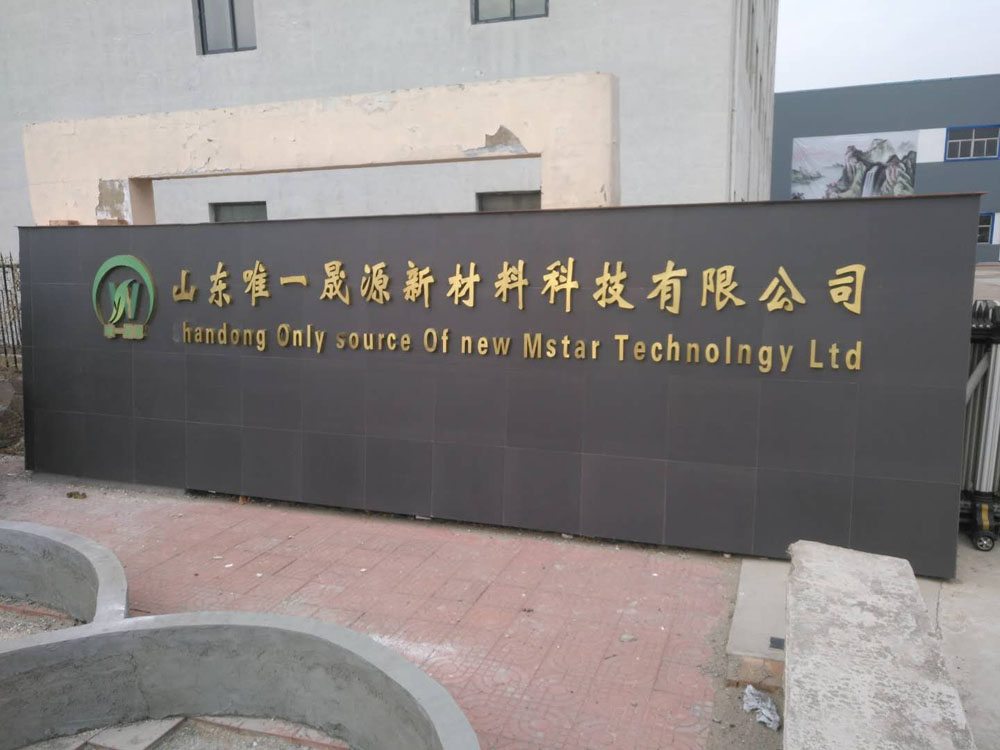 山东唯一晟源新材料科技有限公司
handong Only source Of new Mstar Technolngy Ltd